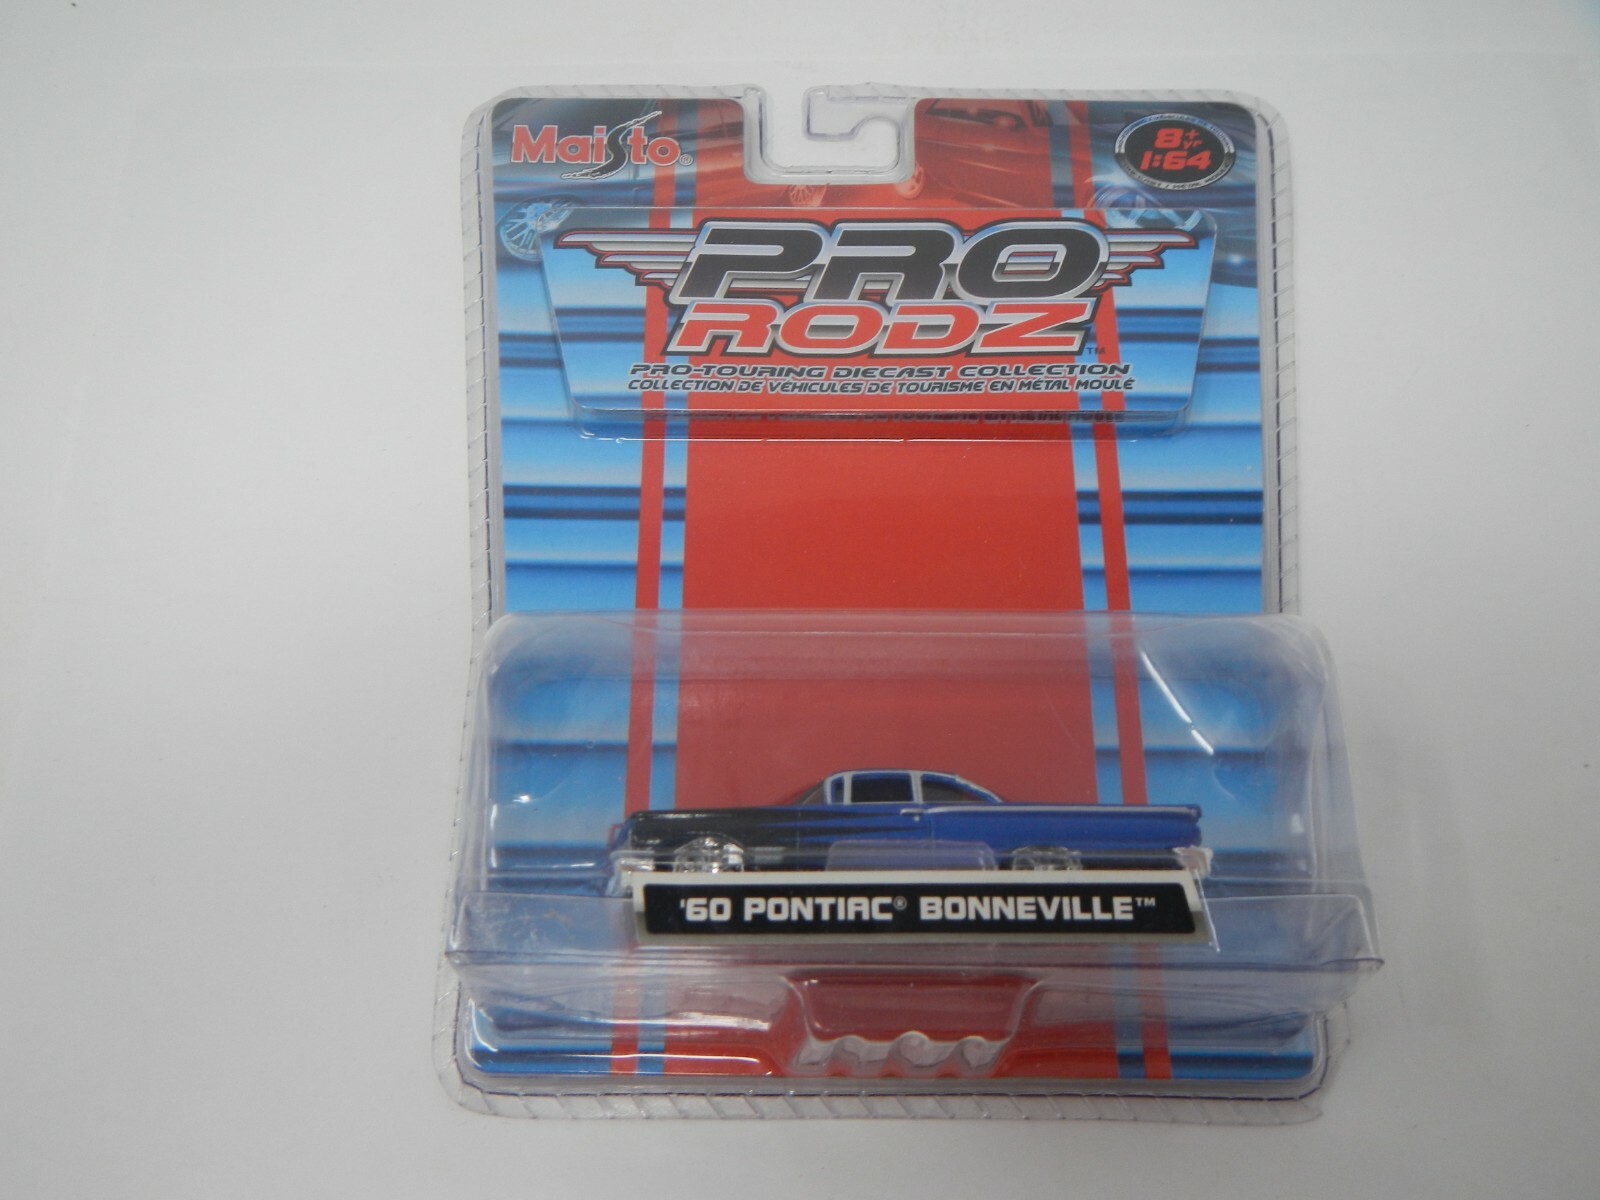 Maisto®
8+
yr
1:64
PRO
RODZ™
PRO-TOURING DIECAST COLLECTION
COLLECTION DE VÉHICULES DE TOURISME EN MÉTAL MOULÉ
'60 PONTIAC® BONNEVILLE™